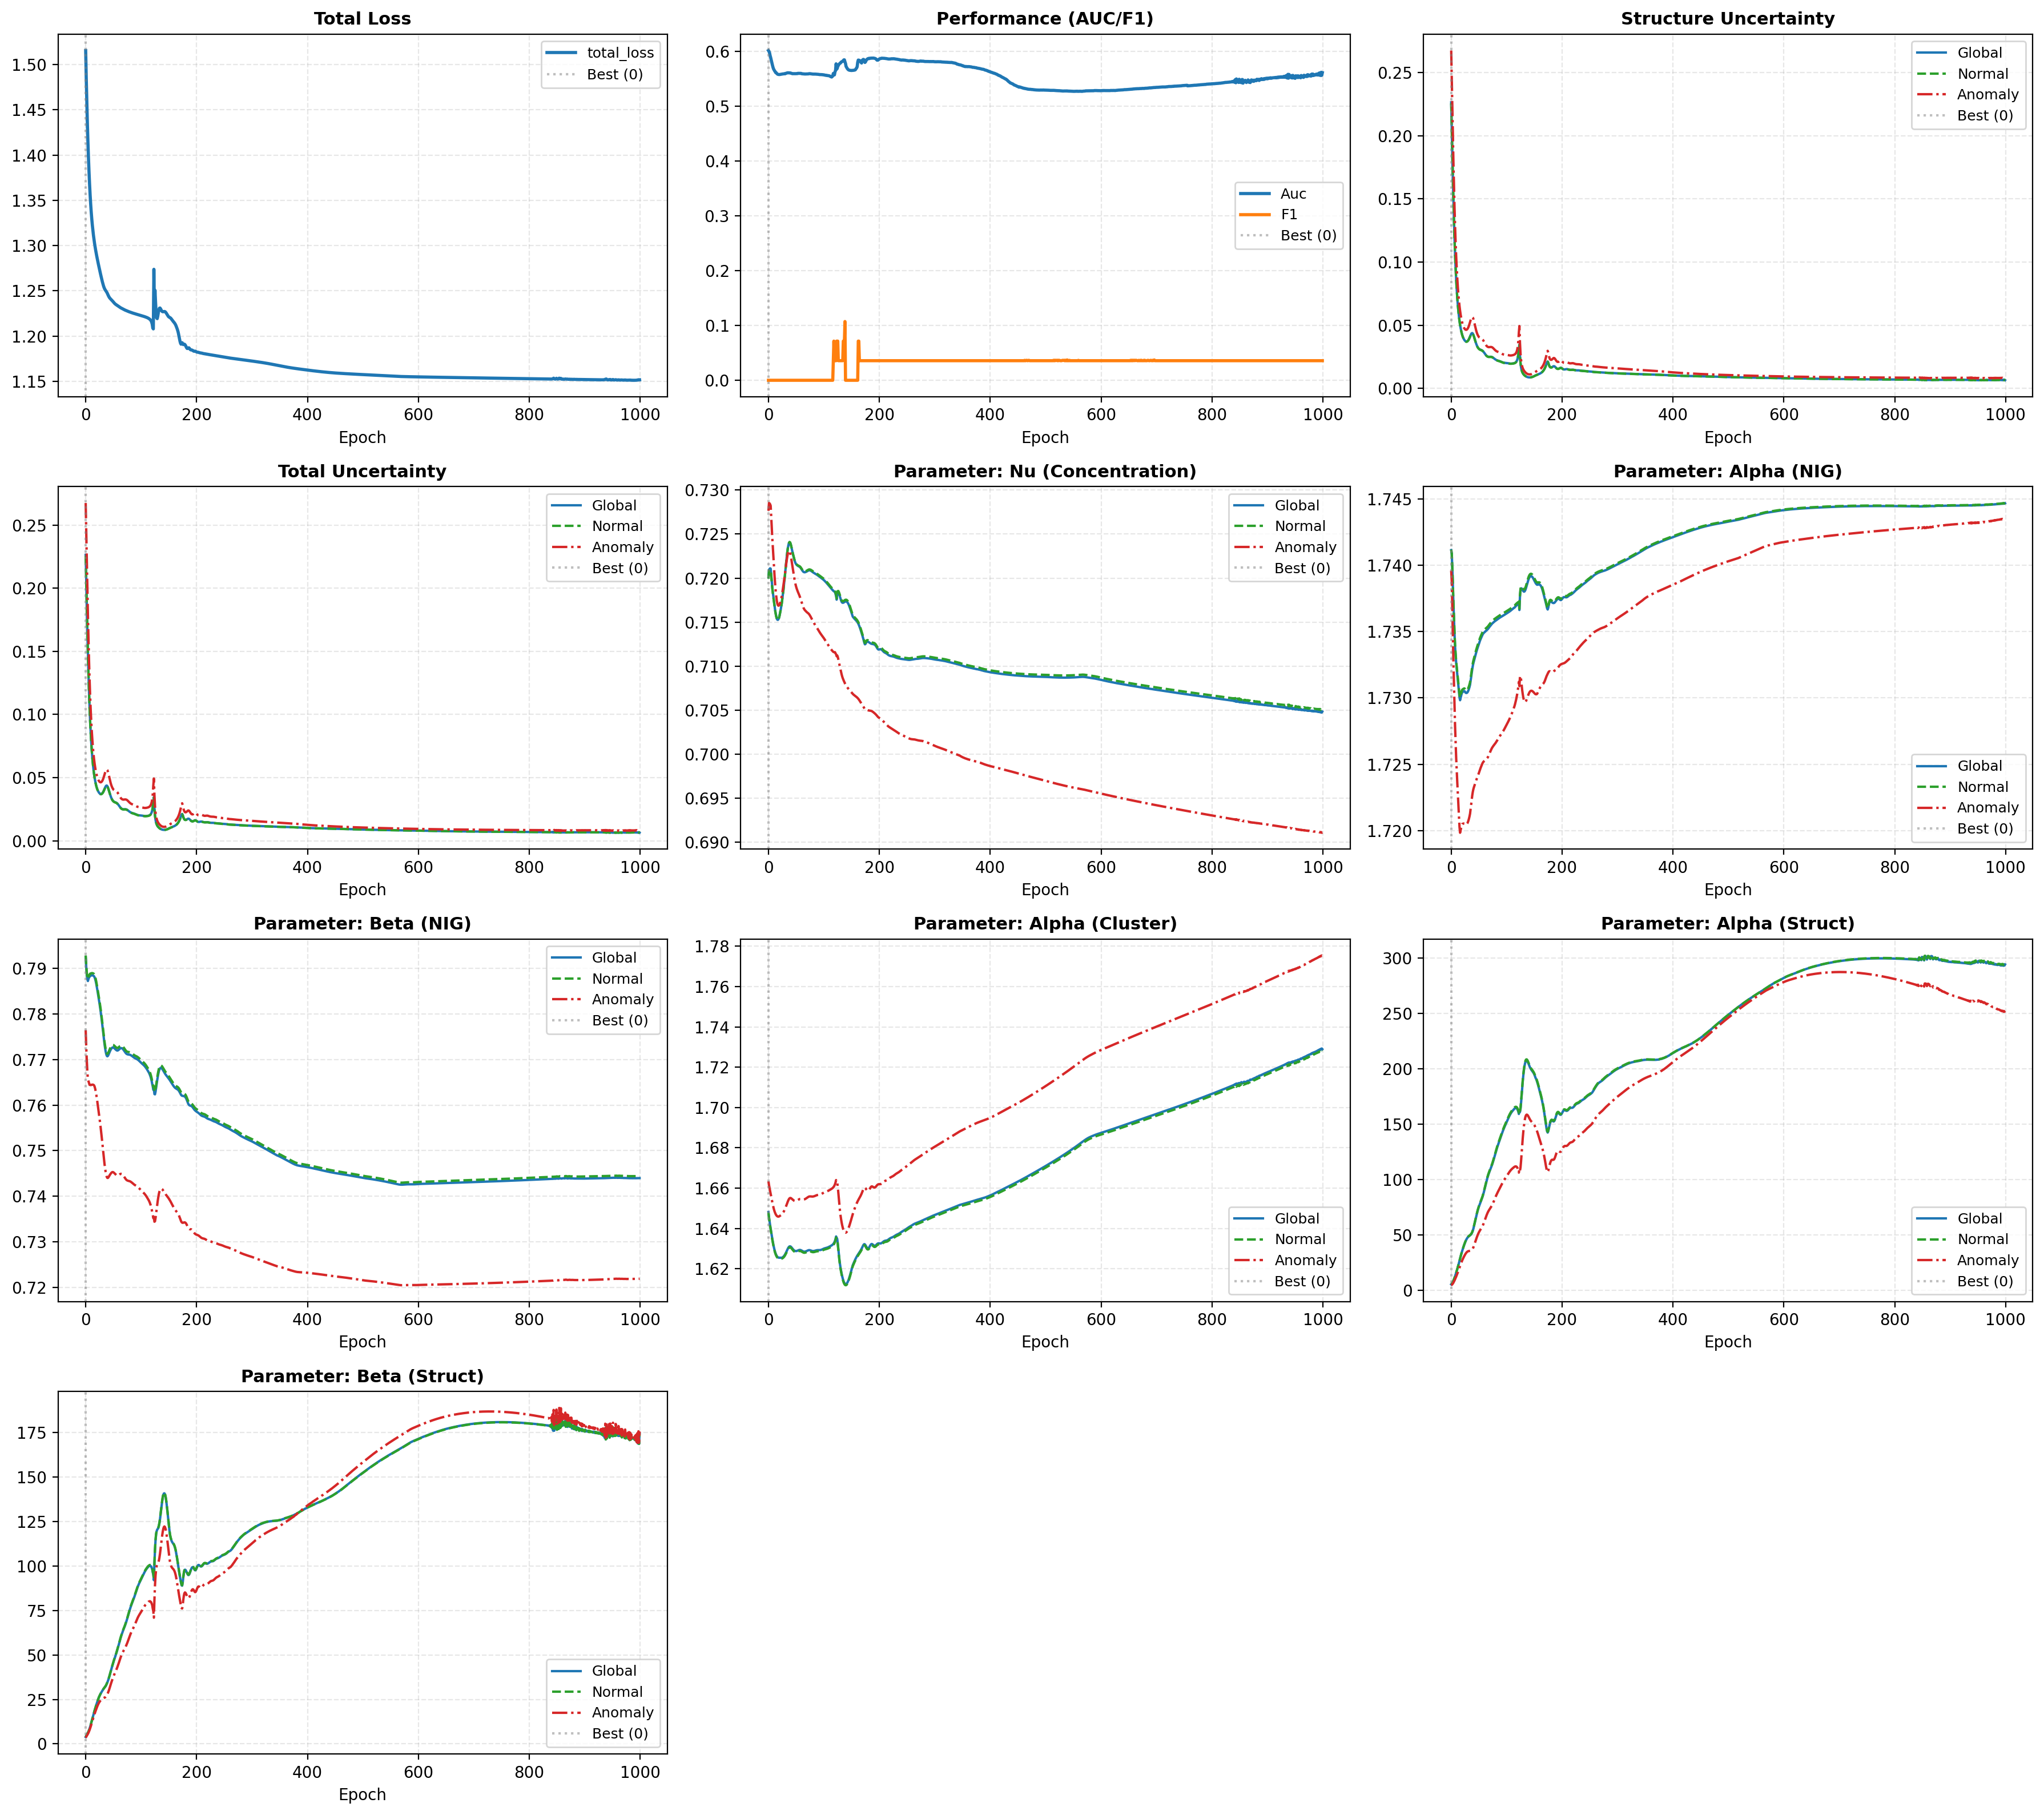 Total Loss
1.50
1.45
1.40
1.35
1.30
1.25
1.20
1.15
total_loss
Best (0)
0 200 400 600 800 1000
Epoch
Performance (AUC/F1)
0.6
0.5
0.4
0.3
0.2
0.1
0.0
Auc
F1
Best (0)
0 200 400 600 800 1000
Epoch
Structure Uncertainty
0.25
0.20
0.15
0.10
0.05
0.00
Global
Normal
Anomaly
Best (0)
0 200 400 600 800 1000
Epoch
Total Uncertainty
0.25
0.20
0.15
0.10
0.05
0.00
Global
Normal
Anomaly
Best (0)
0 200 400 600 800 1000
Epoch
Parameter: Nu (Concentration)
0.730
0.725
0.720
0.715
0.710
0.705
0.700
0.695
0.690
Global
Normal
Anomaly
Best (0)
0 200 400 600 800 1000
Epoch
Parameter: Alpha (NIG)
1.745
1.740
1.735
1.730
1.725
1.720
Global
Normal
Anomaly
Best (0)
0 200 400 600 800 1000
Epoch
Parameter: Beta (NIG)
0.79
0.78
0.77
0.76
0.75
0.74
0.73
0.72
Global
Normal
Anomaly
Best (0)
0 200 400 600 800 1000
Epoch
Parameter: Alpha (Cluster)
1.78
1.76
1.74
1.72
1.70
1.68
1.66
1.64
1.62
Global
Normal
Anomaly
Best (0)
0 200 400 600 800 1000
Epoch
Parameter: Alpha (Struct)
300
250
200
150
100
50
0
Global
Normal
Anomaly
Best (0)
0 200 400 600 800 1000
Epoch
Parameter: Beta (Struct)
175
150
125
100
75
50
25
0
Global
Normal
Anomaly
Best (0)
0 200 400 600 800 1000
Epoch